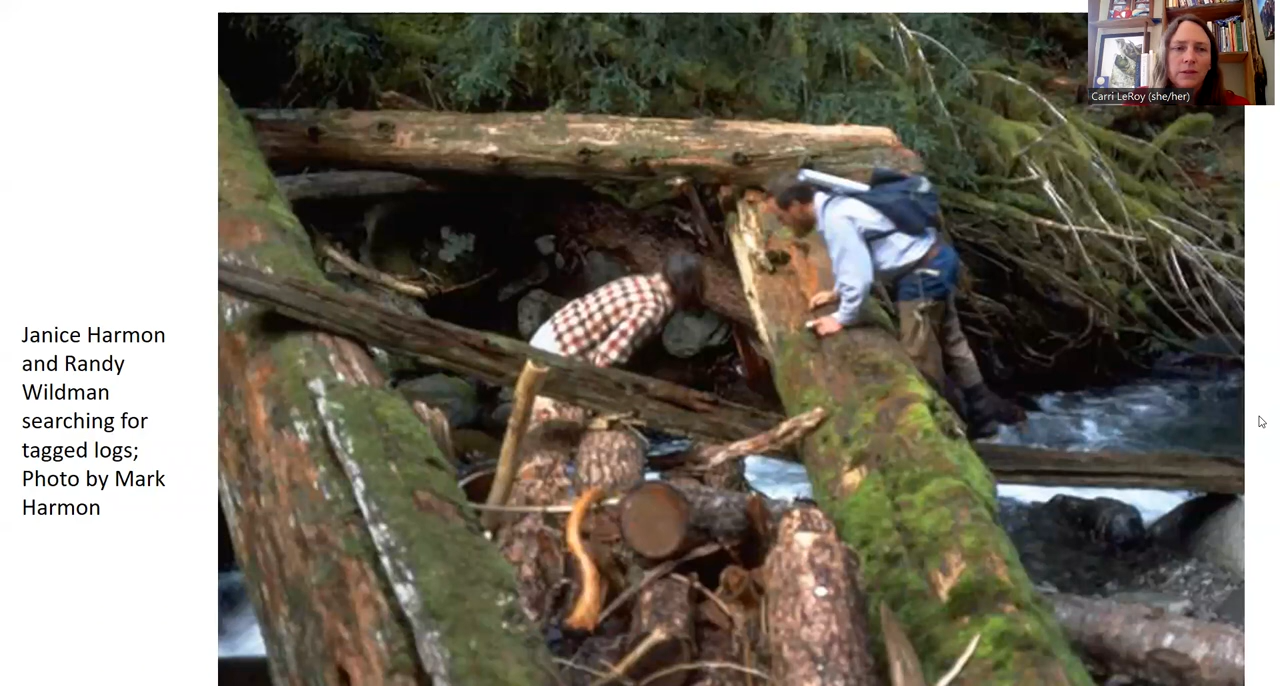 Carri LeRoy (she/her)
Janice Harmon
and Randy
Wildman
searching for
tagged logs;
Photo by Mark
Harmon